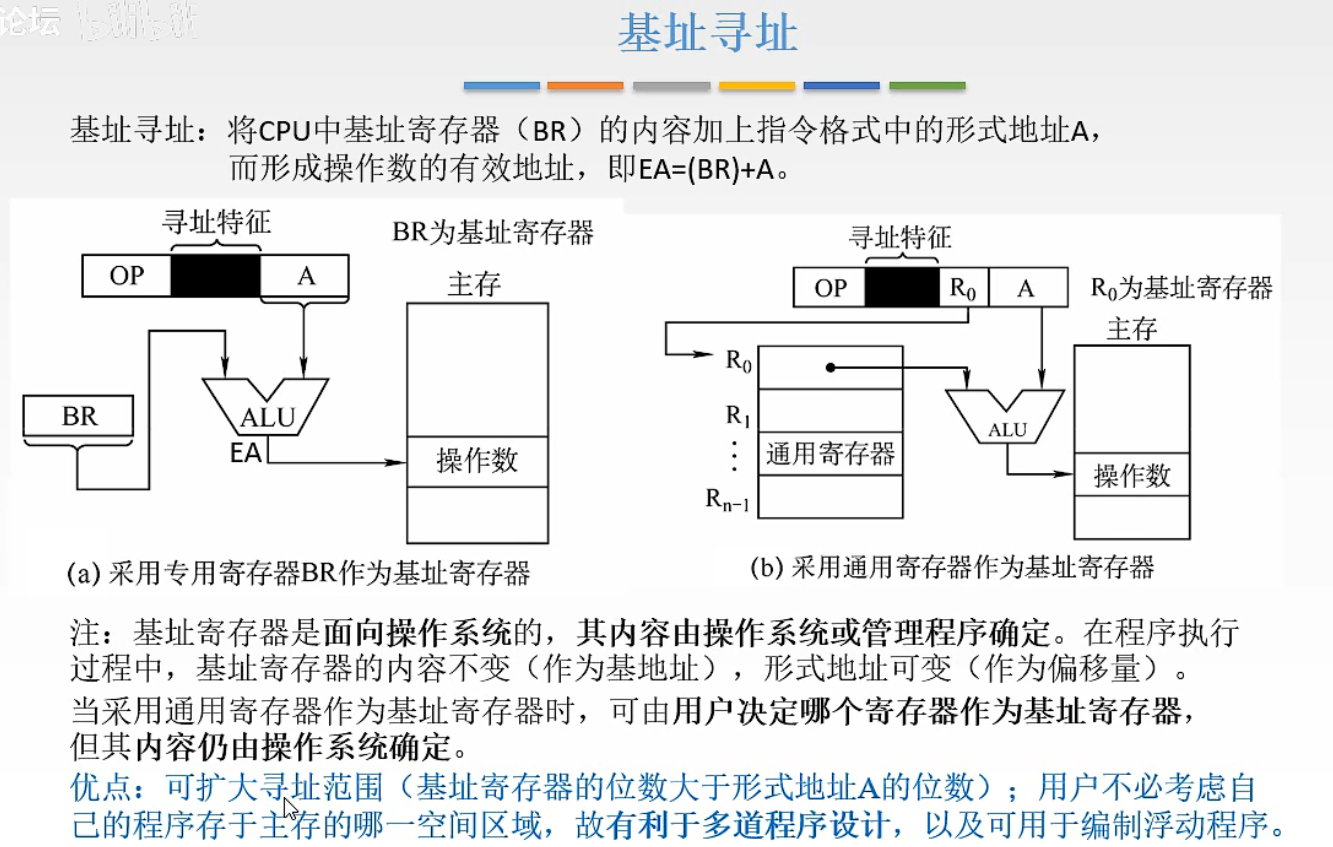 论坛 bilibili
基址寻址
基址寻址：将CPU中基址寄存器（BR）的内容加上指令格式中的形式地址A，
而形成操作数的有效地址，即EA=(BR)+A。
寻址特征
BR为基址寄存器
OP
A
主存
BR
ALU
EA
操作数
(a) 采用专用寄存器BR作为基址寄存器
寻址特征
OP
R₀
A
R₀为基址寄存器
主存
R₀
R₁
⋮
通用寄存器
Rₙ₋₁
ALU
操作数
(b) 采用通用寄存器作为基址寄存器
注：基址寄存器是面向操作系统的，其内容由操作系统或管理程序确定。在程序执行
过程中，基址寄存器的内容不变（作为基地址），形式地址可变（作为偏移量）。
当采用通用寄存器作为基址寄存器时，可由用户决定哪个寄存器作为基址寄存器，
但其内容仍由操作系统确定。
优点：可扩大寻址范围（基址寄存器的位数大于形式地址A的位数）；用户不必考虑自
己的程序存于主存的哪一空间区域，故有利于多道程序设计，以及可用于编制浮动程序。